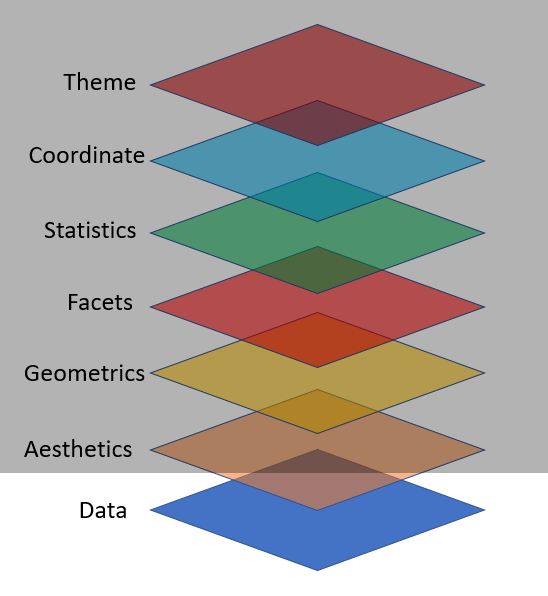 Theme
Coordinate
Statistics
Facets
Geometrics
Aesthetics
Data